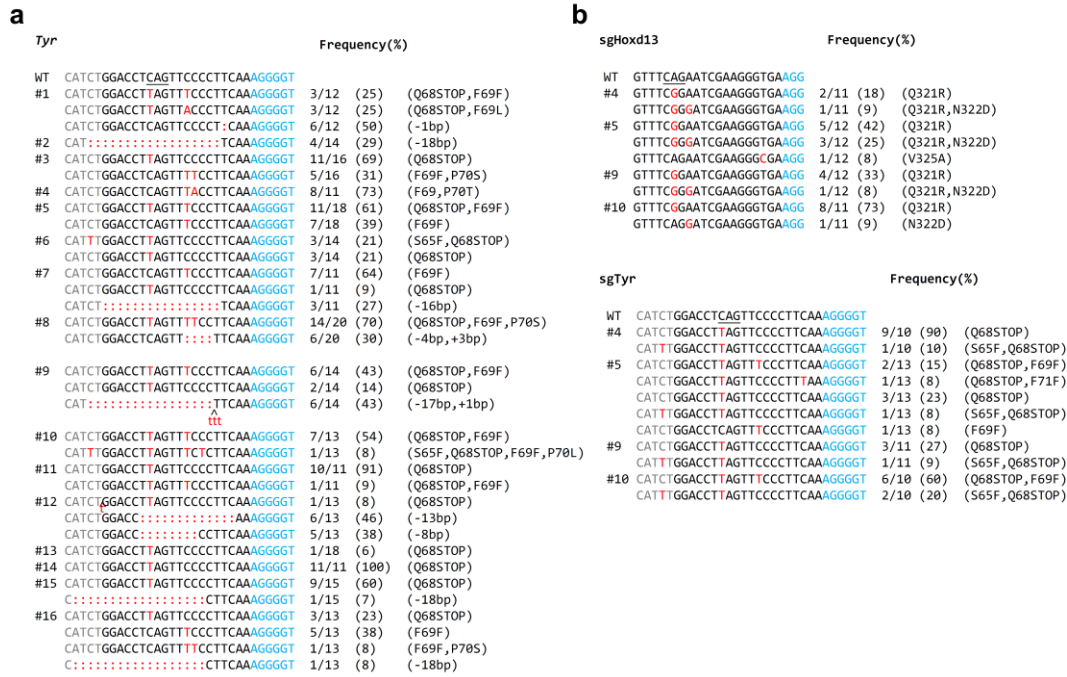 a
Tyr
Frequency(%)
WT CATCTGGACCTCAGTTCCCCTTCAAAGGGGT
#1 CATCTGGACCTTAGTTTCCCTTCAAAGGGGT 3/12 (25) (Q68STOP,F69F)
CATCTGGACCTTAGTTACCCTTCAAAGGGGT 3/12 (25) (Q68STOP,F69L)
CATCTGGACCTCAGTTCCCCT:CAAAGGGGT 6/12 (50) (-1bp)
#2 CAT::::::::::::::::::TCAAAGGGGT 4/14 (29) (-18bp)
#3 CATCTGGACCTTAGTTCCCCTTCAAAGGGGT 11/16 (69) (Q68STOP)
CATCTGGACCTCAGTTTTCCTTCAAAGGGGT 5/16 (31) (F69F,P70S)
#4 CATCTGGACCTCAGTTTACCTTCAAAGGGGT 8/11 (73) (F69,P70T)
#5 CATCTGGACCTTAGTTTCCCTTCAAAGGGGT 11/18 (61) (Q68STOP,F69F)
CATCTGGACCTCAGTTTCCCTTCAAAGGGGT 7/18 (39) (F69F)
#6 CATTTGGACCTTAGTTCCCCTTCAAAGGGGT 3/14 (21) (S65F,Q68STOP)
CATCTGGACCTTAGTTCCCCTTCAAAGGGGT 3/14 (21) (Q68STOP)
#7 CATCTGGACCTCAGTTTCCCTTCAAAGGGGT 7/11 (64) (F69F)
CATCTGGACCTTAGTTCCCCTTCAAAGGGGT 1/11 (9) (Q68STOP)
CATCT::::::::::::::::TCAAAGGGGT 3/11 (27) (-16bp)
#8 CATCTGGACCTTAGTTTTCCTTCAAAGGGGT 14/20 (70) (Q68STOP,F69F,P70S)
CATCTGGACCTCAGTT::::TTCAAAGGGGT 6/20 (30) (-4bp,+3bp)
#9 CATCTGGACCTTAGTTTCCCTTCAAAGGGGT 6/14 (43) (Q68STOP,F69F)
CATCTGGACCTTAGTTCCCCTTCAAAGGGGT 2/14 (14) (Q68STOP)
CAT:::::::::::::::::TTCAAAGGGGT 6/14 (43) (-17bp,+1bp)
^
ttt
#10 CATCTGGACCTTAGTTTCCCTTCAAAGGGGT 7/13 (54) (Q68STOP,F69F)
CATTTGGACCTTAGTTTCTCTTCAAAGGGGT 1/13 (8) (S65F,Q68STOP,F69F,P70L)
#11 CATCTGGACCTTAGTTCCCCTTCAAAGGGGT 10/11 (91) (Q68STOP)
CATCTGGACCTTAGTTTCCCTTCAAAGGGGT 1/11 (9) (Q68STOP,F69F)
#12 CATCTGGACCTTAGTTCCCCTTCAAAGGGGT 1/13 (8) (Q68STOP)
CATCTGGACC:::::::::::::AAAGGGGT 6/13 (46) (-13bp)
CATCTGGACC::::::::CCTTCAAAGGGGT 5/13 (38) (-8bp)
#13 CATCTGGACCTTAGTTCCCCTTCAAAGGGGT 1/18 (6) (Q68STOP)
#14 CATCTGGACCTTAGTTCCCCTTCAAAGGGGT 11/11 (100) (Q68STOP)
#15 CATCTGGACCTTAGTTCCCCTTCAAAGGGGT 9/15 (60) (Q68STOP)
C::::::::::::::::::CTTCAAAGGGGT 1/15 (7) (-18bp)
#16 CATCTGGACCTTAGTTCCCCTTCAAAGGGGT 3/13 (23) (Q68STOP)
CATCTGGACCTCAGTTTCCCTTCAAAGGGGT 5/13 (38) (F69F)
CATCTGGACCTCAGTTTTCCTTCAAAGGGGT 1/13 (8) (F69F,P70S)
C::::::::::::::::::CTTCAAAGGGGT 1/13 (8) (-18bp)
b
sgHoxd13
Frequency(%)
WT GTTTCAGAATCGAAGGGTGAAGG
#4 GTTTCGGAATCGAAGGGTGAAGG 2/11 (18) (Q321R)
GTTTCGGGATCGAAGGGTGAAGG 1/11 (9) (Q321R,N322D)
#5 GTTTCGGAATCGAAGGGTGAAGG 5/12 (42) (Q321R)
GTTTCGGGATCGAAGGGTGAAGG 3/12 (25) (Q321R,N322D)
GTTTCAGAATCGAAGGGCGAAGG 1/12 (8) (V325A)
#9 GTTTCGGAATCGAAGGGTGAAGG 4/12 (33) (Q321R)
GTTTCGGGATCGAAGGGTGAAGG 1/12 (8) (Q321R,N322D)
#10 GTTTCGGAATCGAAGGGTGAAGG 8/11 (73) (Q321R)
GTTTCAGGATCGAAGGGTGAAGG 1/11 (9) (N322D)
sgTyr
Frequency(%)
WT CATCTGGACCTCAGTTCCCCTTCAAAGGGGT
#4 CATCTGGACCTTAGTTCCCCTTCAAAGGGGT 9/10 (90) (Q68STOP)
CATTTGGACCTTAGTTCCCCTTCAAAGGGGT 1/10 (10) (S65F,Q68STOP)
#5 CATCTGGACCTTAGTTTCCCTTCAAAGGGGT 2/13 (15) (Q68STOP,F69F)
CATCTGGACCTTAGTTCCCCTTTAAAGGGGT 1/13 (8) (Q68STOP,F71F)
CATCTGGACCTTAGTTCCCCTTCAAAGGGGT 3/13 (23) (Q68STOP)
CATTTGGACCTTAGTTCCCCTTCAAAGGGGT 1/13 (8) (S65F,Q68STOP)
CATCTGGACCTCAGTTTCCCTTCAAAGGGGT 1/13 (8) (F69F)
#9 CATCTGGACCTTAGTTCCCCTTCAAAGGGGT 3/11 (27) (Q68STOP)
CATTTGGACCTTAGTTCCCCTTCAAAGGGGT 1/11 (9) (S65F,Q68STOP)
#10 CATCTGGACCTTAGTTTCCCTTCAAAGGGGT 6/10 (60) (Q68STOP,F69F)
CATTTGGACCTTAGTTCCCCTTCAAAGGGGT 2/10 (20) (S65F,Q68STOP)